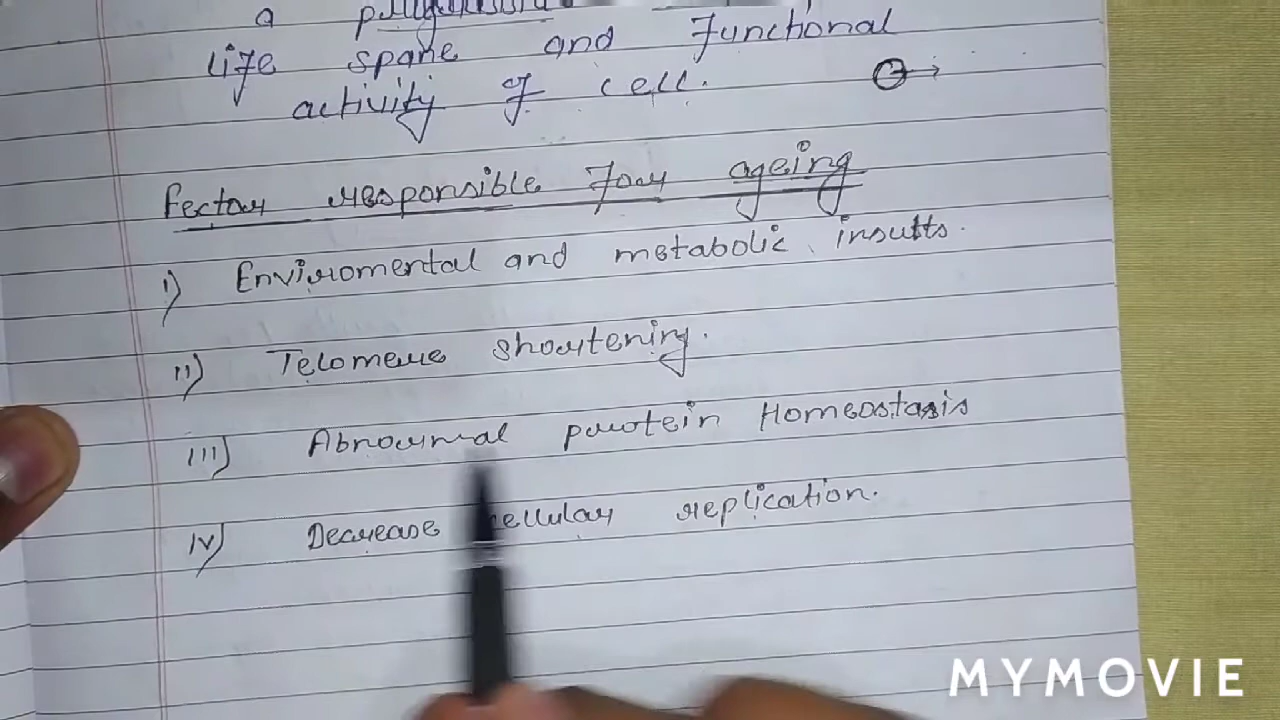 a
life spane and functional
activity of cell.
Fector responsible for ageing
i) Enviromental and metabolic insults.
ii) Telomere shortening.
iii) Abnormal protein Homeostasis
iv) Decrease cellular replication.
MYMOVIE